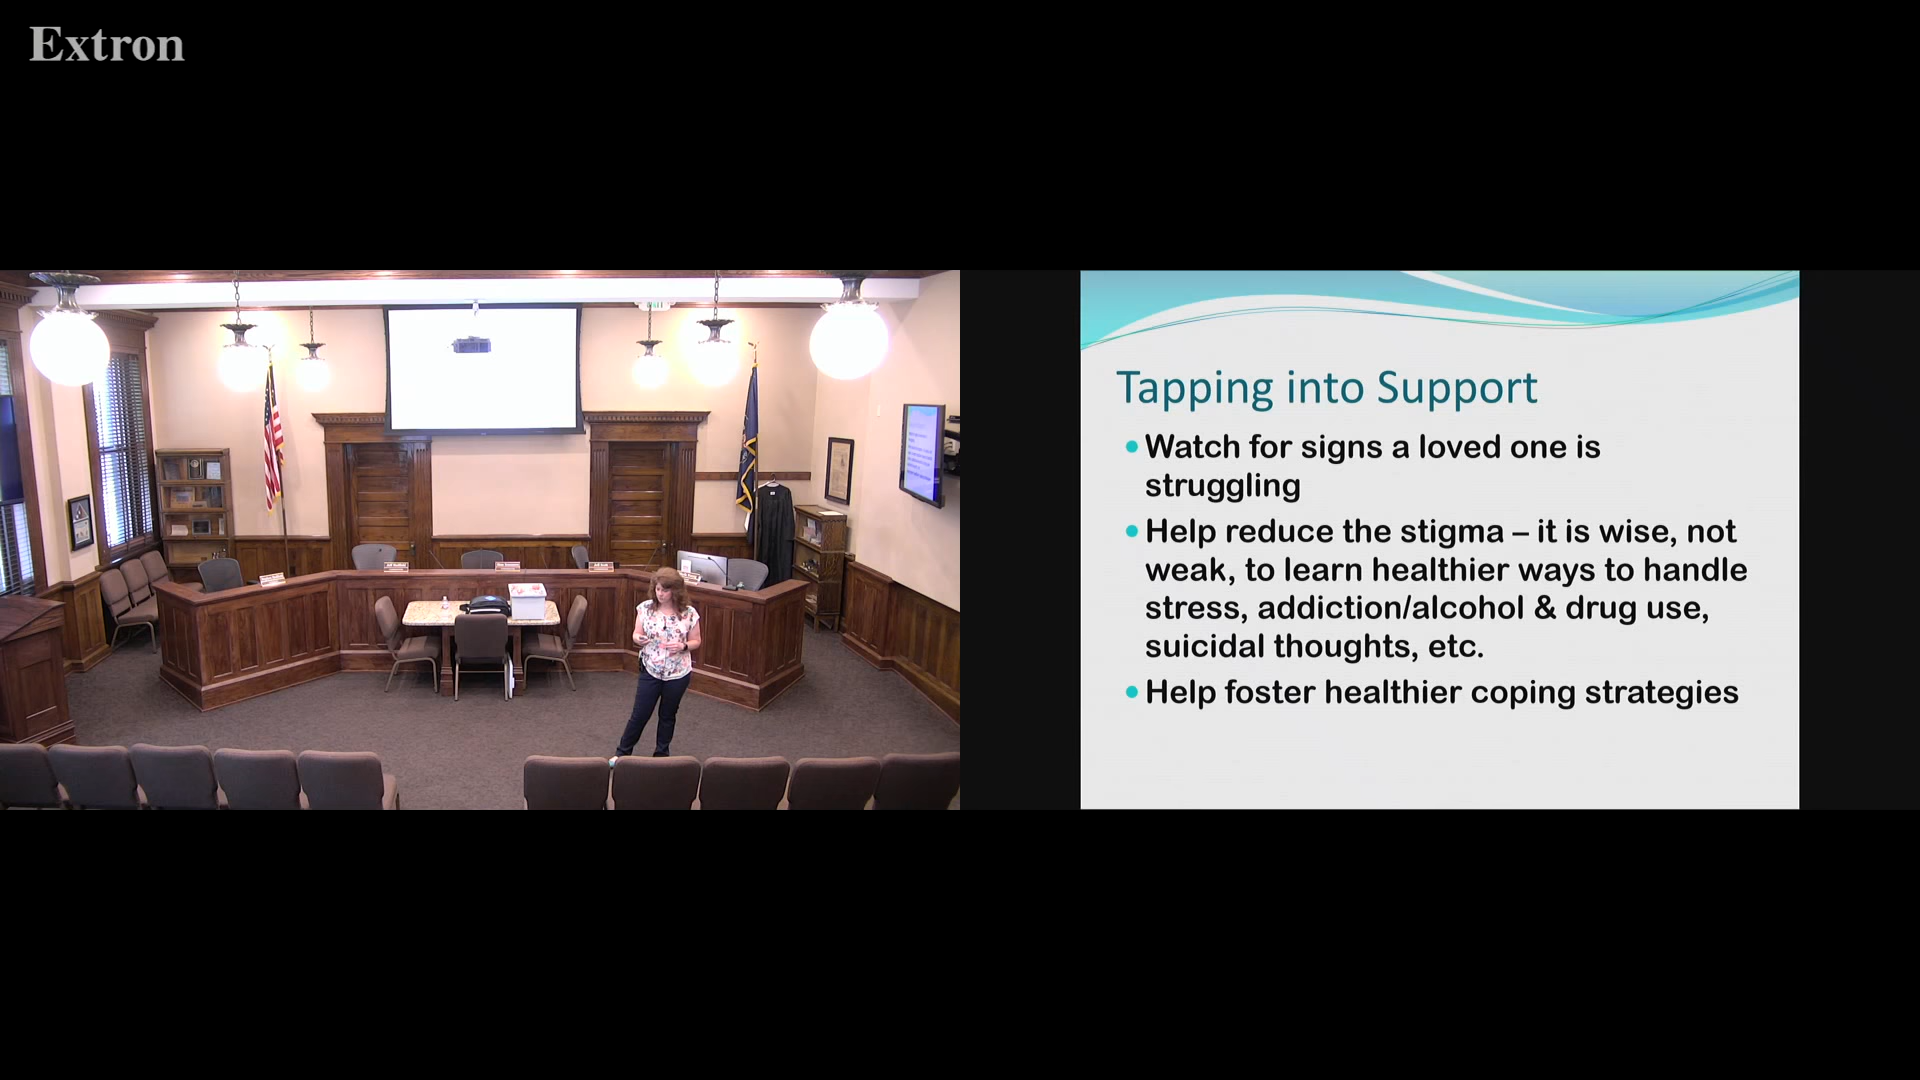 Extron
Tapping into Support
• Watch for signs a loved one is
struggling
• Help reduce the stigma – it is wise, not
weak, to learn healthier ways to handle
stress, addiction/alcohol & drug use,
suicidal thoughts, etc.
• Help foster healthier coping strategies